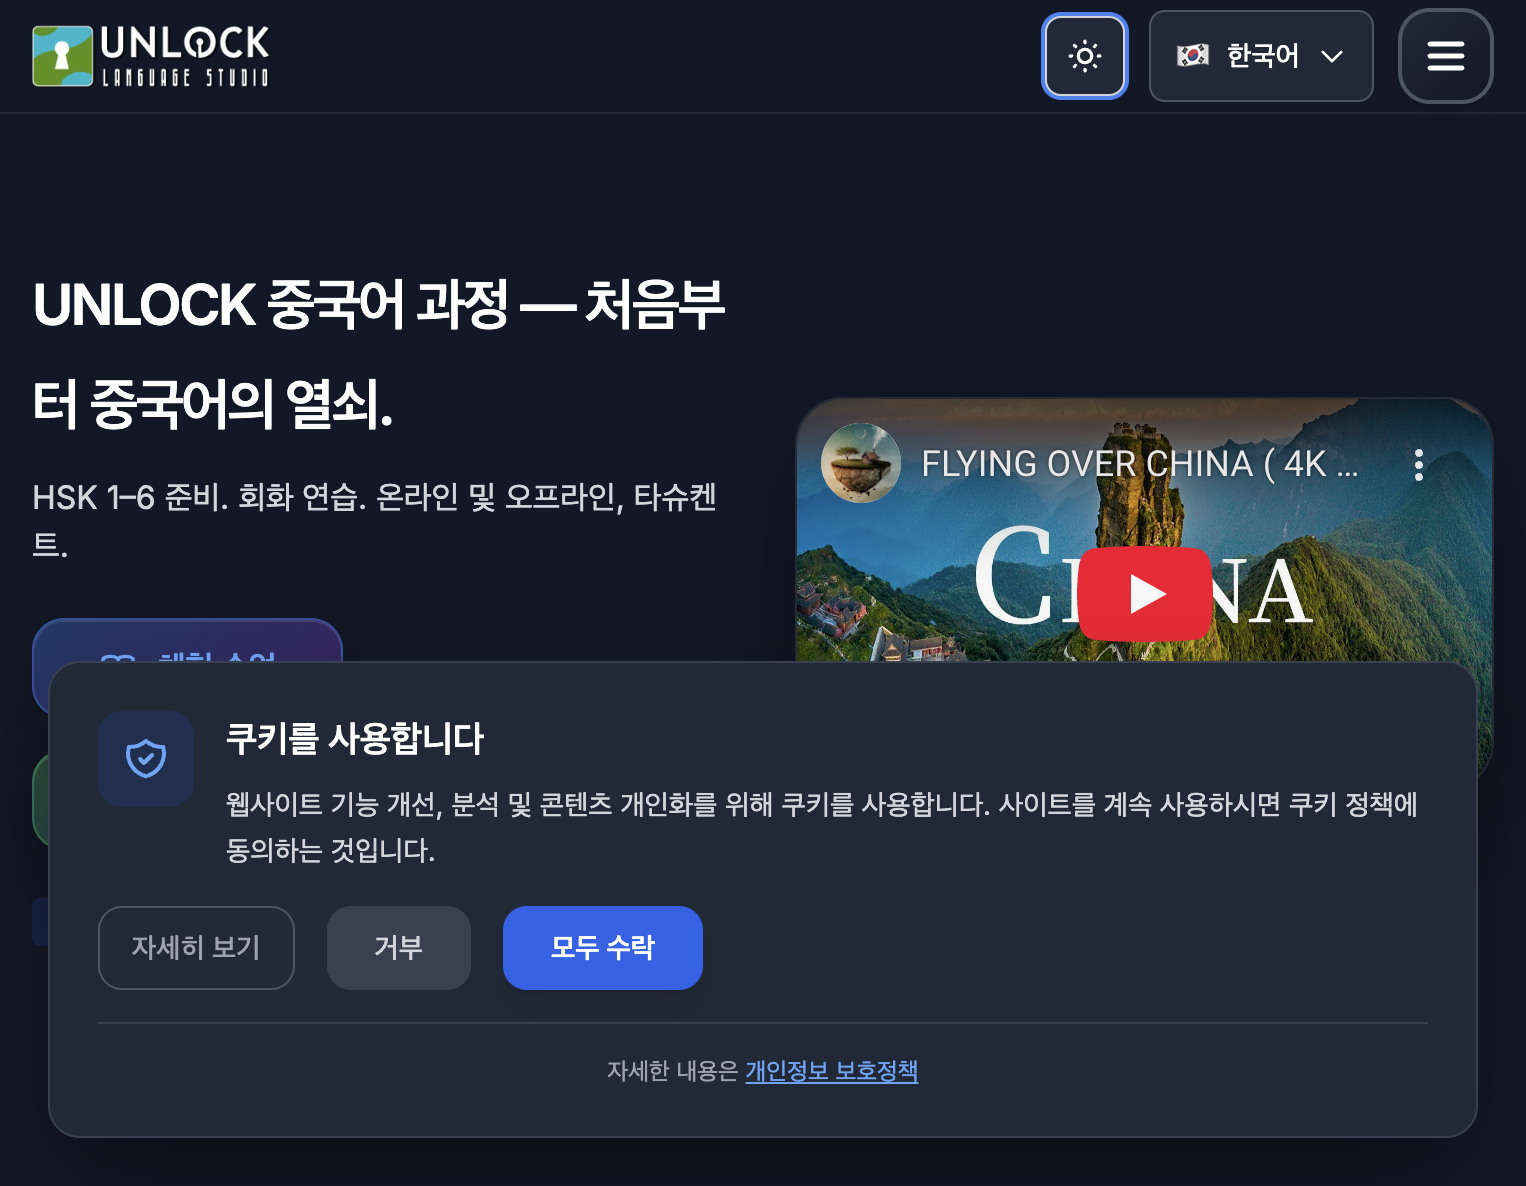 UNLOCK
LANGUAGE STUDIO
한국어
UNLOCK 중국어 과정 — 처음부
터 중국어의 열쇠.
HSK 1–6 준비. 회화 연습. 온라인 및 오프라인, 타슈켄
트.
FLYING OVER CHINA ( 4K ...
쿠키를 사용합니다
웹사이트 기능 개선, 분석 및 콘텐츠 개인화를 위해 쿠키를 사용합니다. 사이트를 계속 사용하시면 쿠키 정책에
동의하는 것입니다.
자세히 보기
거부
모두 수락
자세한 내용은 개인정보 보호정책